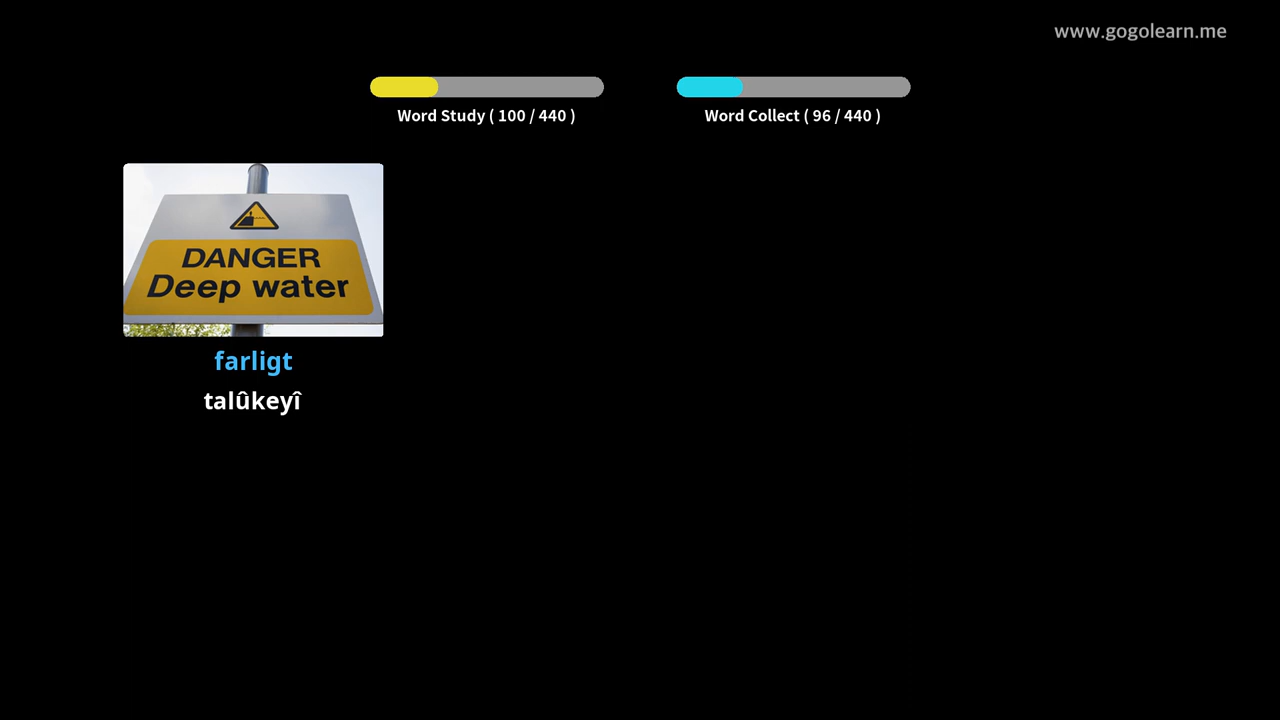 www.gogolearn.me
Word Study ( 100 / 440 )
Word Collect ( 96 / 440 )
DANGER
Deep water
farligt
talûkeyî